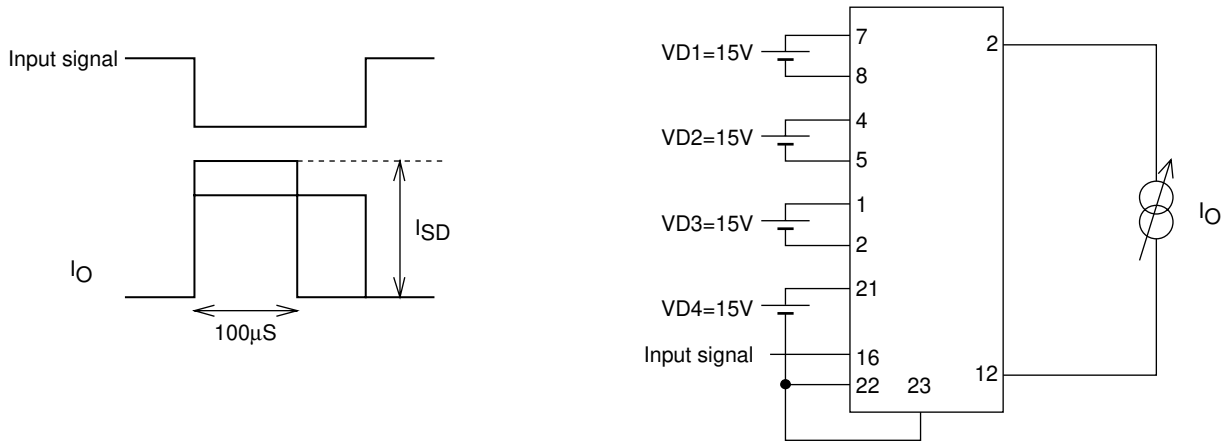 Input signal
I_O
I_SD
100μS
VD1=15V
7
8
VD2=15V
4
5
VD3=15V
1
2
VD4=15V
21
Input signal
16
22
23
2
12
I_O